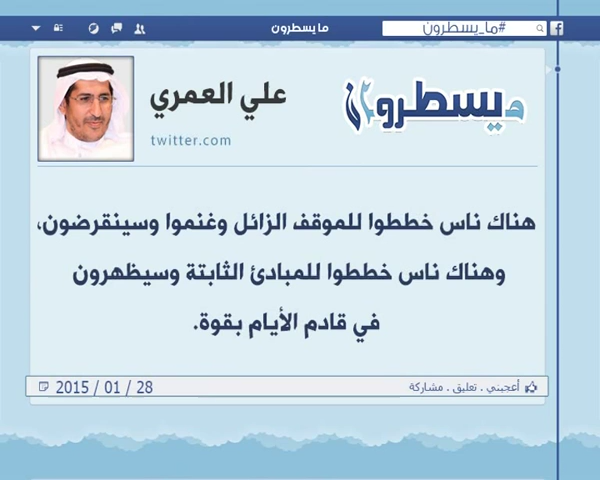 ما يسطرون
#ما_يسطرون
علي العمري
twitter.com
ما يسطرون
هناك ناس خططوا للموقف الزائل وغنموا وسينقرضون،
وهناك ناس خططوا للمبادئ الثابتة وسيظهرون
في قادم الأيام بقوة.
أعجبني . تعليق . مشاركة
2015 / 01 / 28